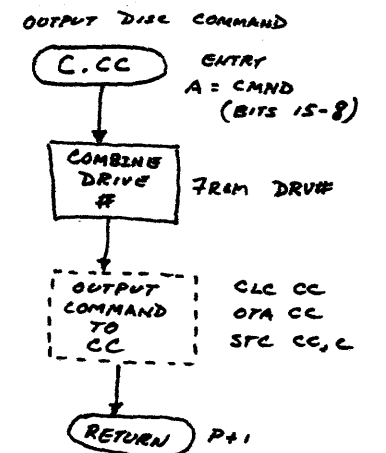 OUTPUT DISC COMMAND
C.CC
ENTRY
A = CMND
(BITS 15-8)
COMBINE
DRIVE
#
FROM DRV#
OUTPUT
COMMAND
TO
CC
CLC CC
OTA CC
STC CC,C
RETURN
P+1